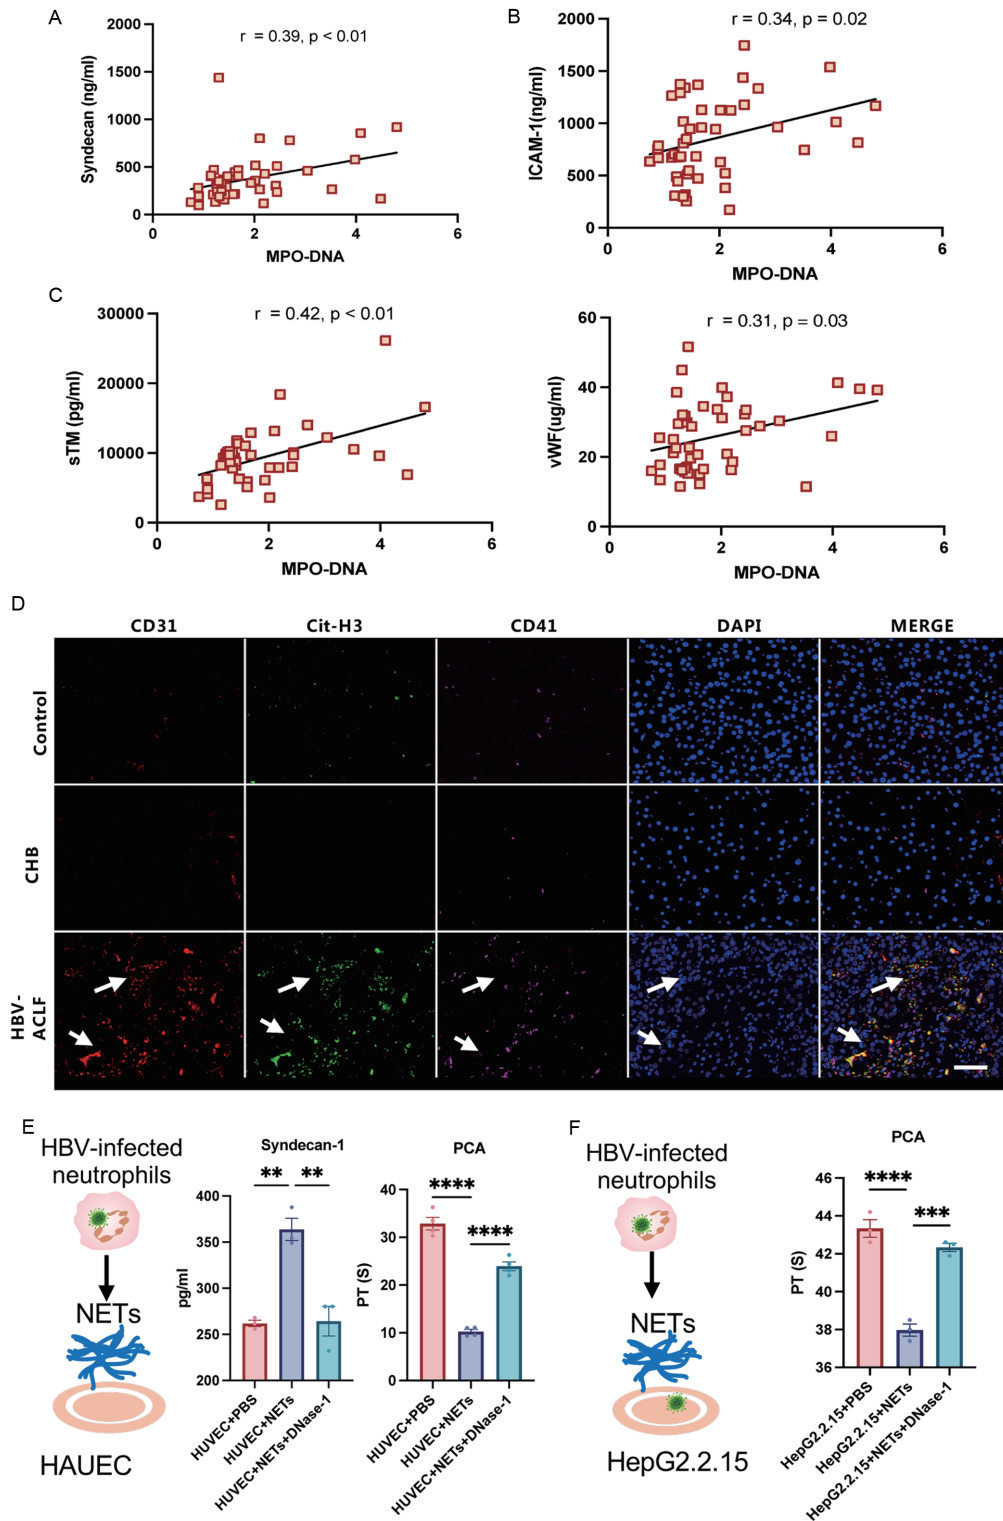 A
r = 0.39, p < 0.01
Syndecan (ng/ml)
2000
1500
1000
500
0
0 2 4 6
MPO-DNA
B
r = 0.34, p = 0.02
ICAM-1(ng/ml)
2000
1500
1000
500
0
0 2 4 6
MPO-DNA
C
r = 0.42, p < 0.01
sTM (pg/ml)
30000
20000
10000
0
0 2 4 6
MPO-DNA
r = 0.31, p = 0.03
vWF(ug/ml)
60
40
20
0
0 2 4 6
MPO-DNA
D
CD31 Cit-H3 CD41 DAPI MERGE
Control
CHB
HBV-
ACLF
E
HBV-infected
neutrophils
NETs
HAUEC
Syndecan-1
** **
pg/ml
400
350
300
250
200
HUVEC+PBS
HUVEC+NETs
HUVEC+NETs+DNase-1
PCA
****
****
PT (S)
40
30
20
10
0
HUVEC+PBS
HUVEC+NETs
HUVEC+NETs+DNase-1
F
HBV-infected
neutrophils
NETs
HepG2.2.15
PCA
****
***
PT (S)
46
44
42
40
38
36
HepG2.2.15+PBS
HepG2.2.15+NETs
HepG2.2.15+NETs+DNase-1